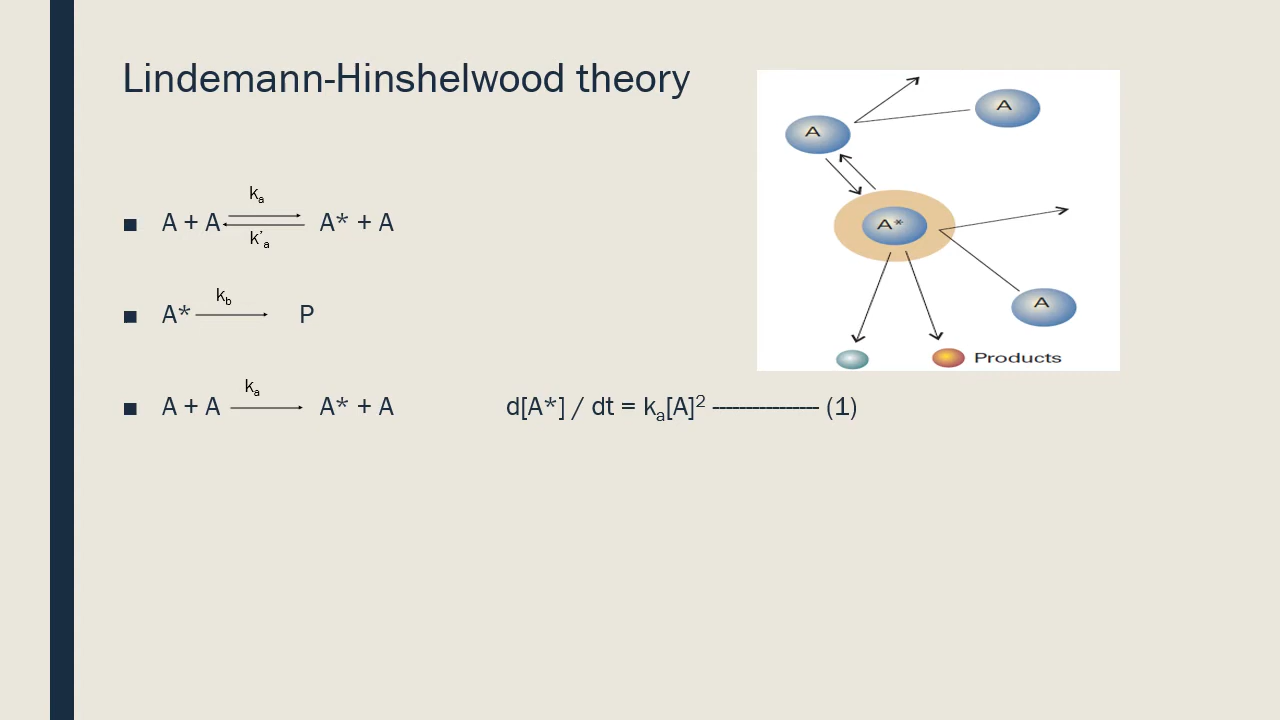 Lindemann-Hinshelwood theory
A
A
A*
A
Products
kₐ
■ A + A A* + A
k'ₐ
k_b
■ A* P
kₐ
■ A + A A* + A d[A*] / dt = kₐ[A]² ---------------- (1)